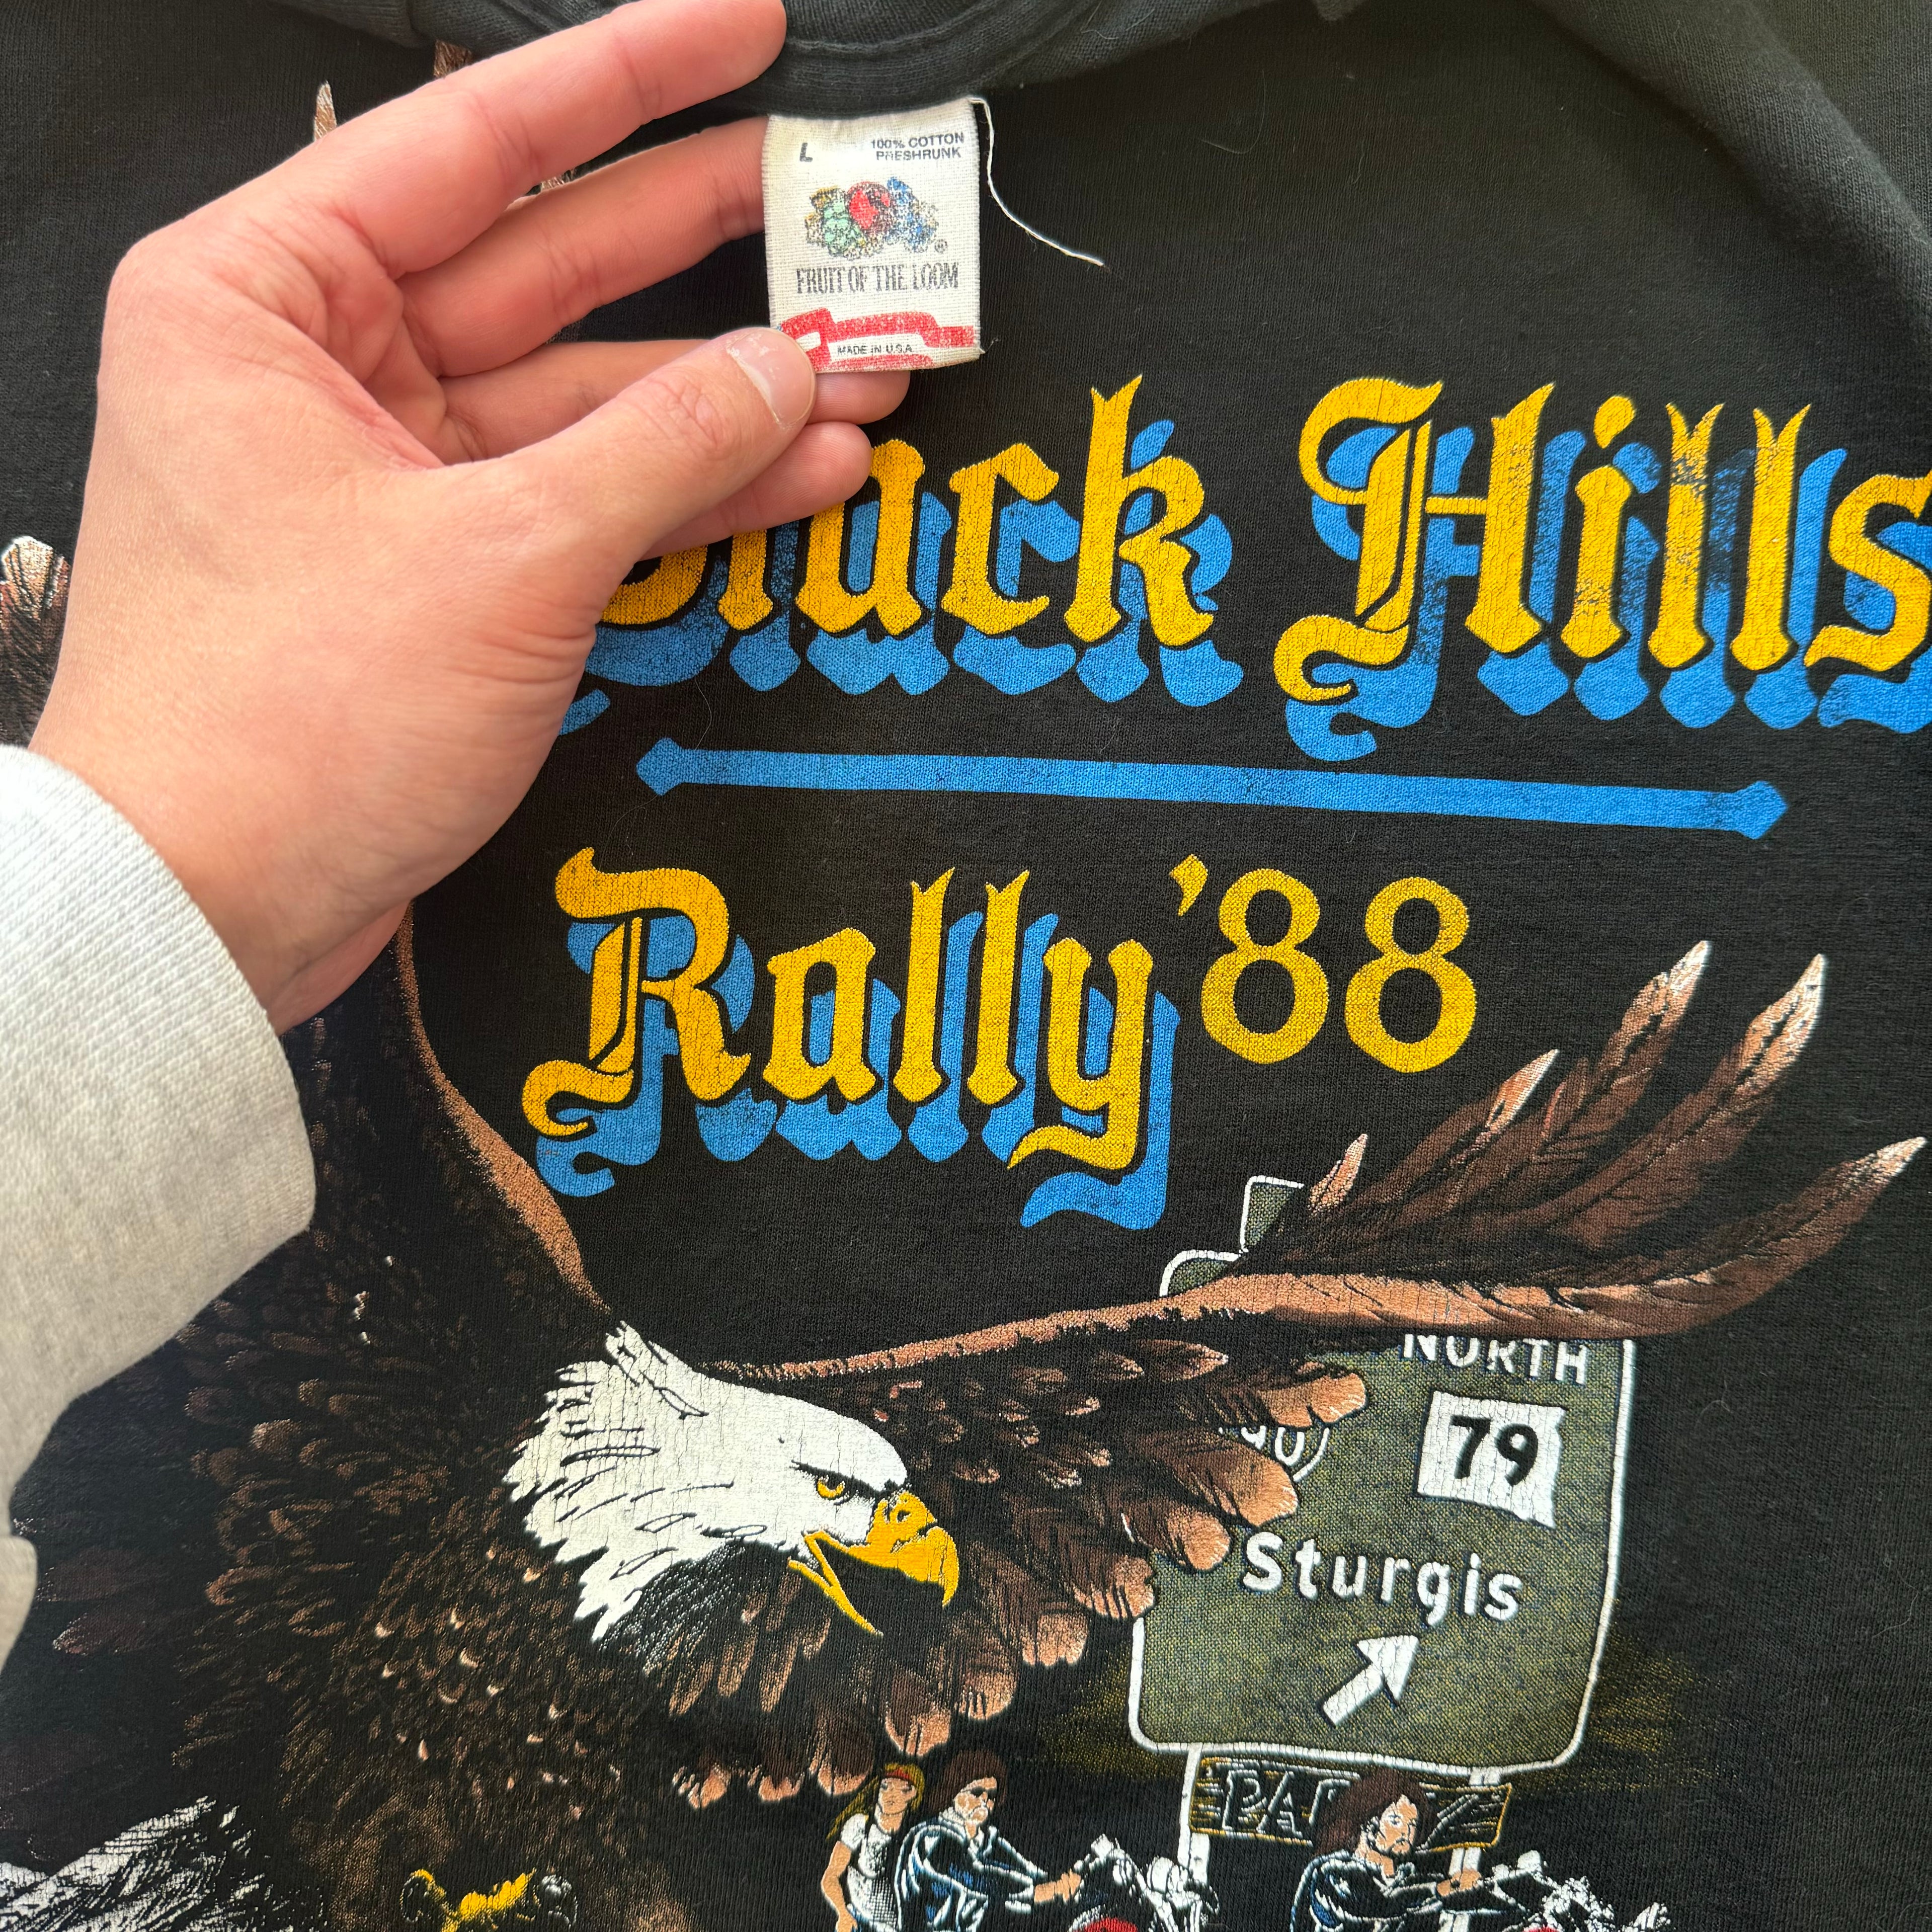 L
100% COTTON
PRESHRUNK
®
FRUIT OF THE LOOM
MADE IN U.S.A
Black Hills
Rally '88
NORTH
79
Sturgis